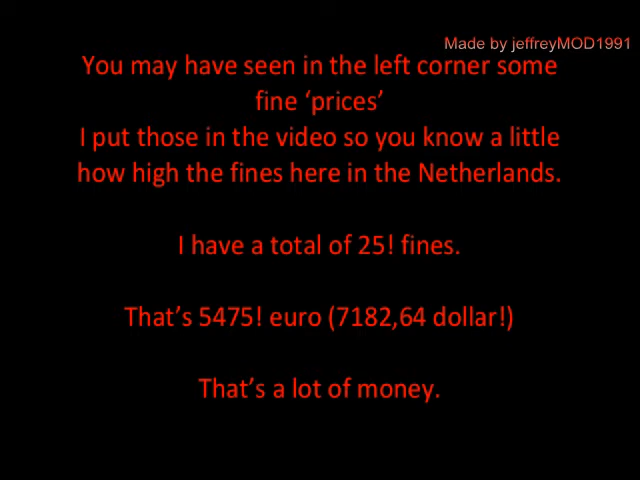 Made by jeffreyMOD1991
You may have seen in the left corner some
fine ‘prices’
I put those in the video so you know a little
how high the fines here in the Netherlands.
I have a total of 25! fines.
That’s 5475! euro (7182,64 dollar!)
That’s a lot of money.